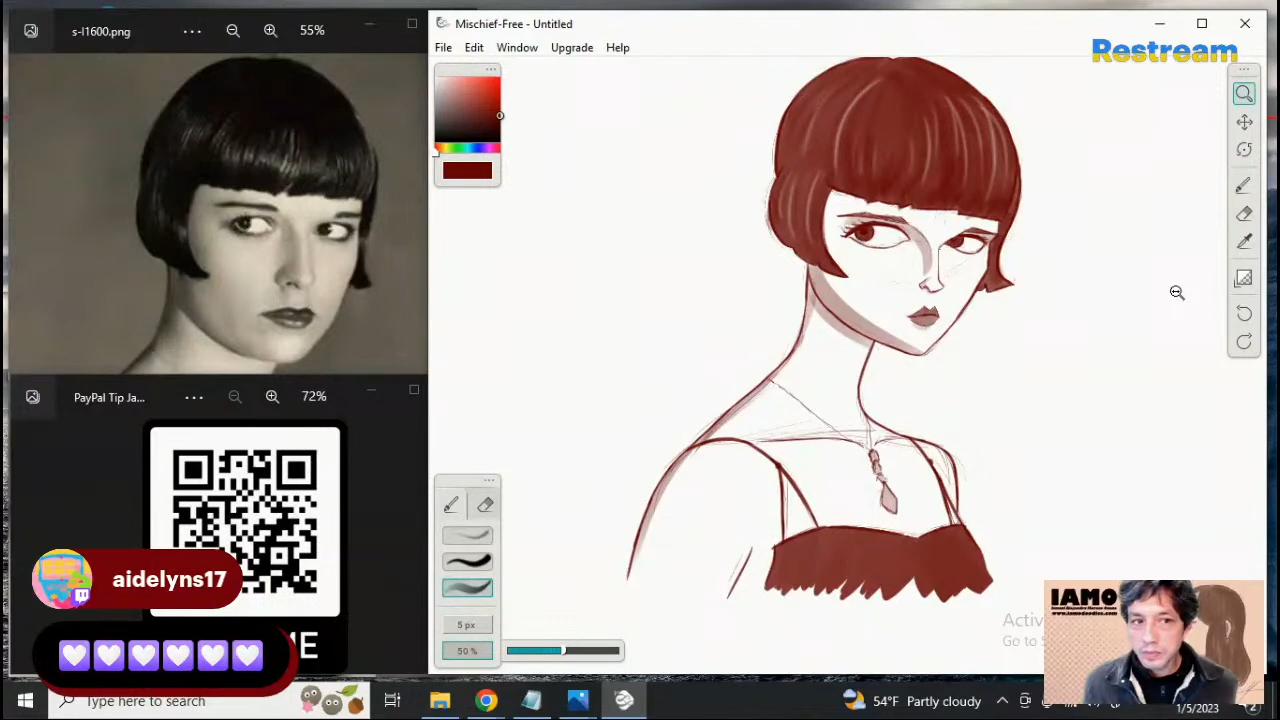 s-l1600.png
55%
Mischief-Free - Untitled
File Edit Window Upgrade Help
Restream
PayPal Tip Ja...
72%
aidelyns17
5 px
50 %
IAMO
Type here to search
54°F Partly cloudy
1/5/2023